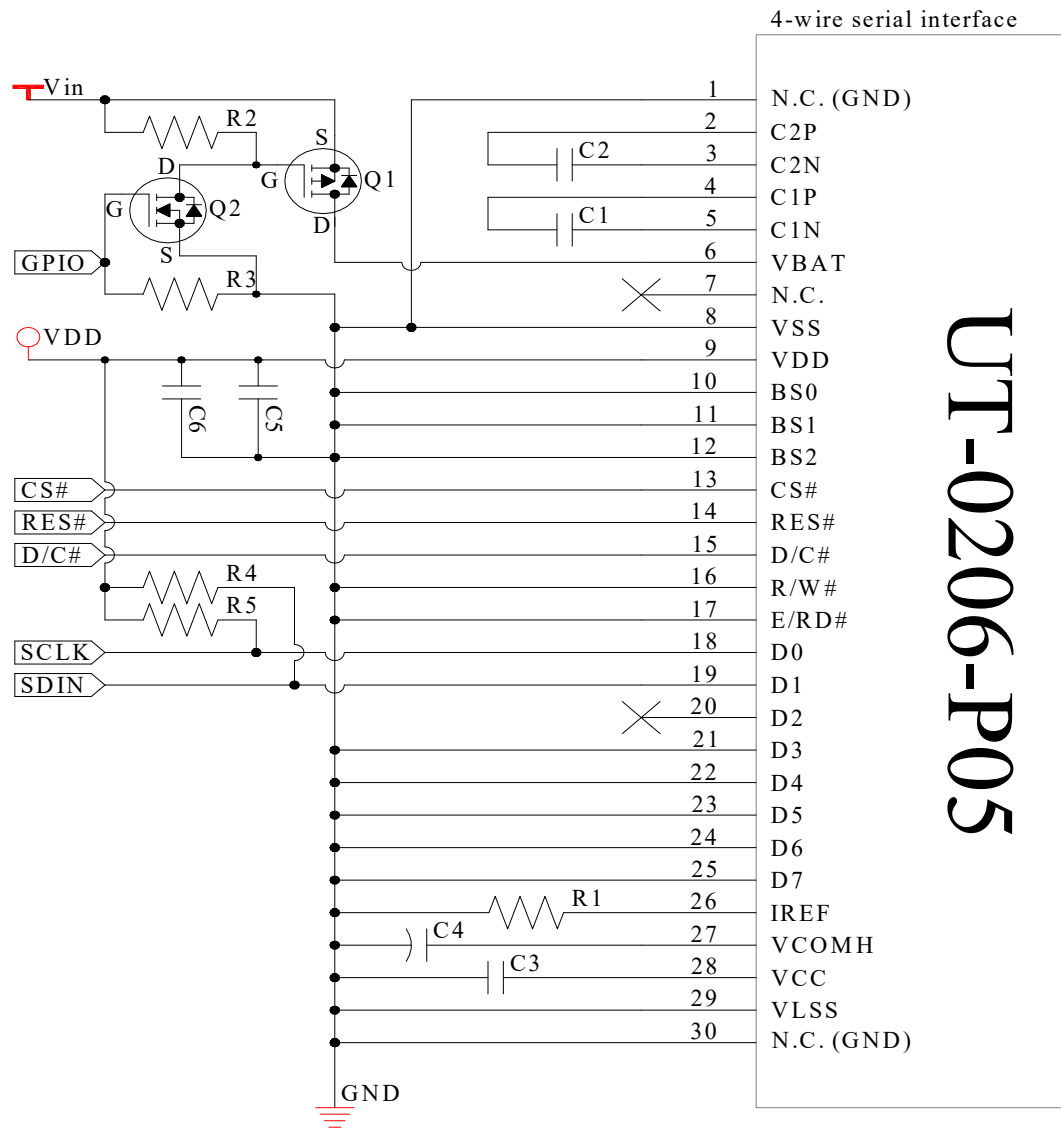 4-wire serial interface
Vin
R2
S
D
G
Q1
G
Q2
D
S
GPIO
R3
VDD
C6
C5
CS#
RES#
D/C#
R4
R5
SCLK
SDIN
C2
C1
R1
C4
C3
GND
1 N.C. (GND)
2 C2P
3 C2N
4 C1P
5 C1N
6 VBAT
7 N.C.
8 VSS
9 VDD
10 BS0
11 BS1
12 BS2
13 CS#
14 RES#
15 D/C#
16 R/W#
17 E/RD#
18 D0
19 D1
20 D2
21 D3
22 D4
23 D5
24 D6
25 D7
26 IREF
27 VCOMH
28 VCC
29 VLSS
30 N.C. (GND)
UT-0206-P05